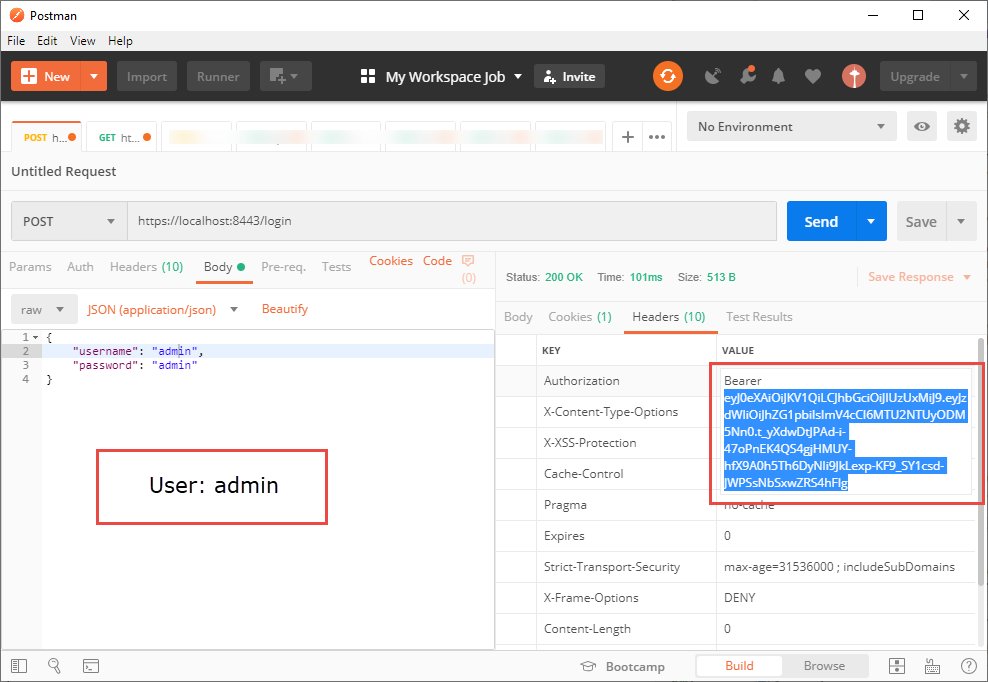 Postman
File Edit View Help
New Import Runner My Workspace Job Invite Upgrade
POST h... GET ht... No Environment
Untitled Request
POST https://localhost:8443/login Send Save
Params Auth Headers (10) Body Pre-req. Tests Cookies Code (0)
Status: 200 OK Time: 101ms Size: 513 B Save Response
raw JSON (application/json) Beautify
Body Cookies (1) Headers (10) Test Results
1 {
2 "username": "admin",
3 "password": "admin"
4 }
User: admin
KEY VALUE
Authorization Bearer
eyJ0eXAiOiJKV1QiLCJhbGciOiJIUzUxMiJ9.eyJz
dWIiOiJhZG1pbiIsImV4cCI6MTU2NTUyODM
5Nn0.t_yXdwDtJPAd-i-
47oPnEK4QS4gjHMUY-
hfX9A0h5Th6DyNli9JkLexp-KF9_SY1csd-
JWPSsNbSxwZRS4hFlg
X-Content-Type-Options
X-XSS-Protection
Cache-Control
Pragma no-cache
Expires 0
Strict-Transport-Security max-age=31536000 ; includeSubDomains
X-Frame-Options DENY
Content-Length 0
Bootcamp Build Browse